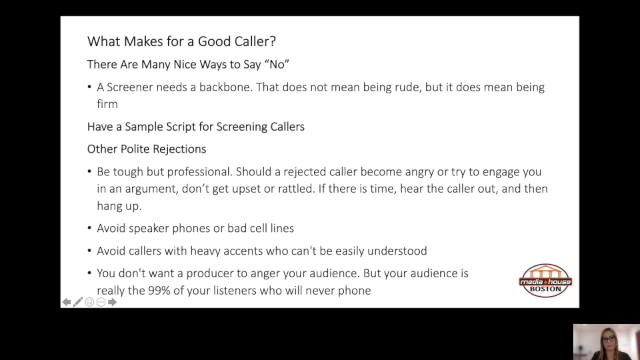 What Makes for a Good Caller?
There Are Many Nice Ways to Say “No”
• A Screener needs a backbone. That does not mean being rude, but it does mean being
firm
Have a Sample Script for Screening Callers
Other Polite Rejections
• Be tough but professional. Should a rejected caller become angry or try to engage you
in an argument, don’t get upset or rattled. If there is time, hear the caller out, and then
hang up.
• Avoid speaker phones or bad cell lines
• Avoid callers with heavy accents who can't be easily understood
• You don't want a producer to anger your audience. But your audience is
really the 99% of your listeners who will never phone
media house
BOSTON